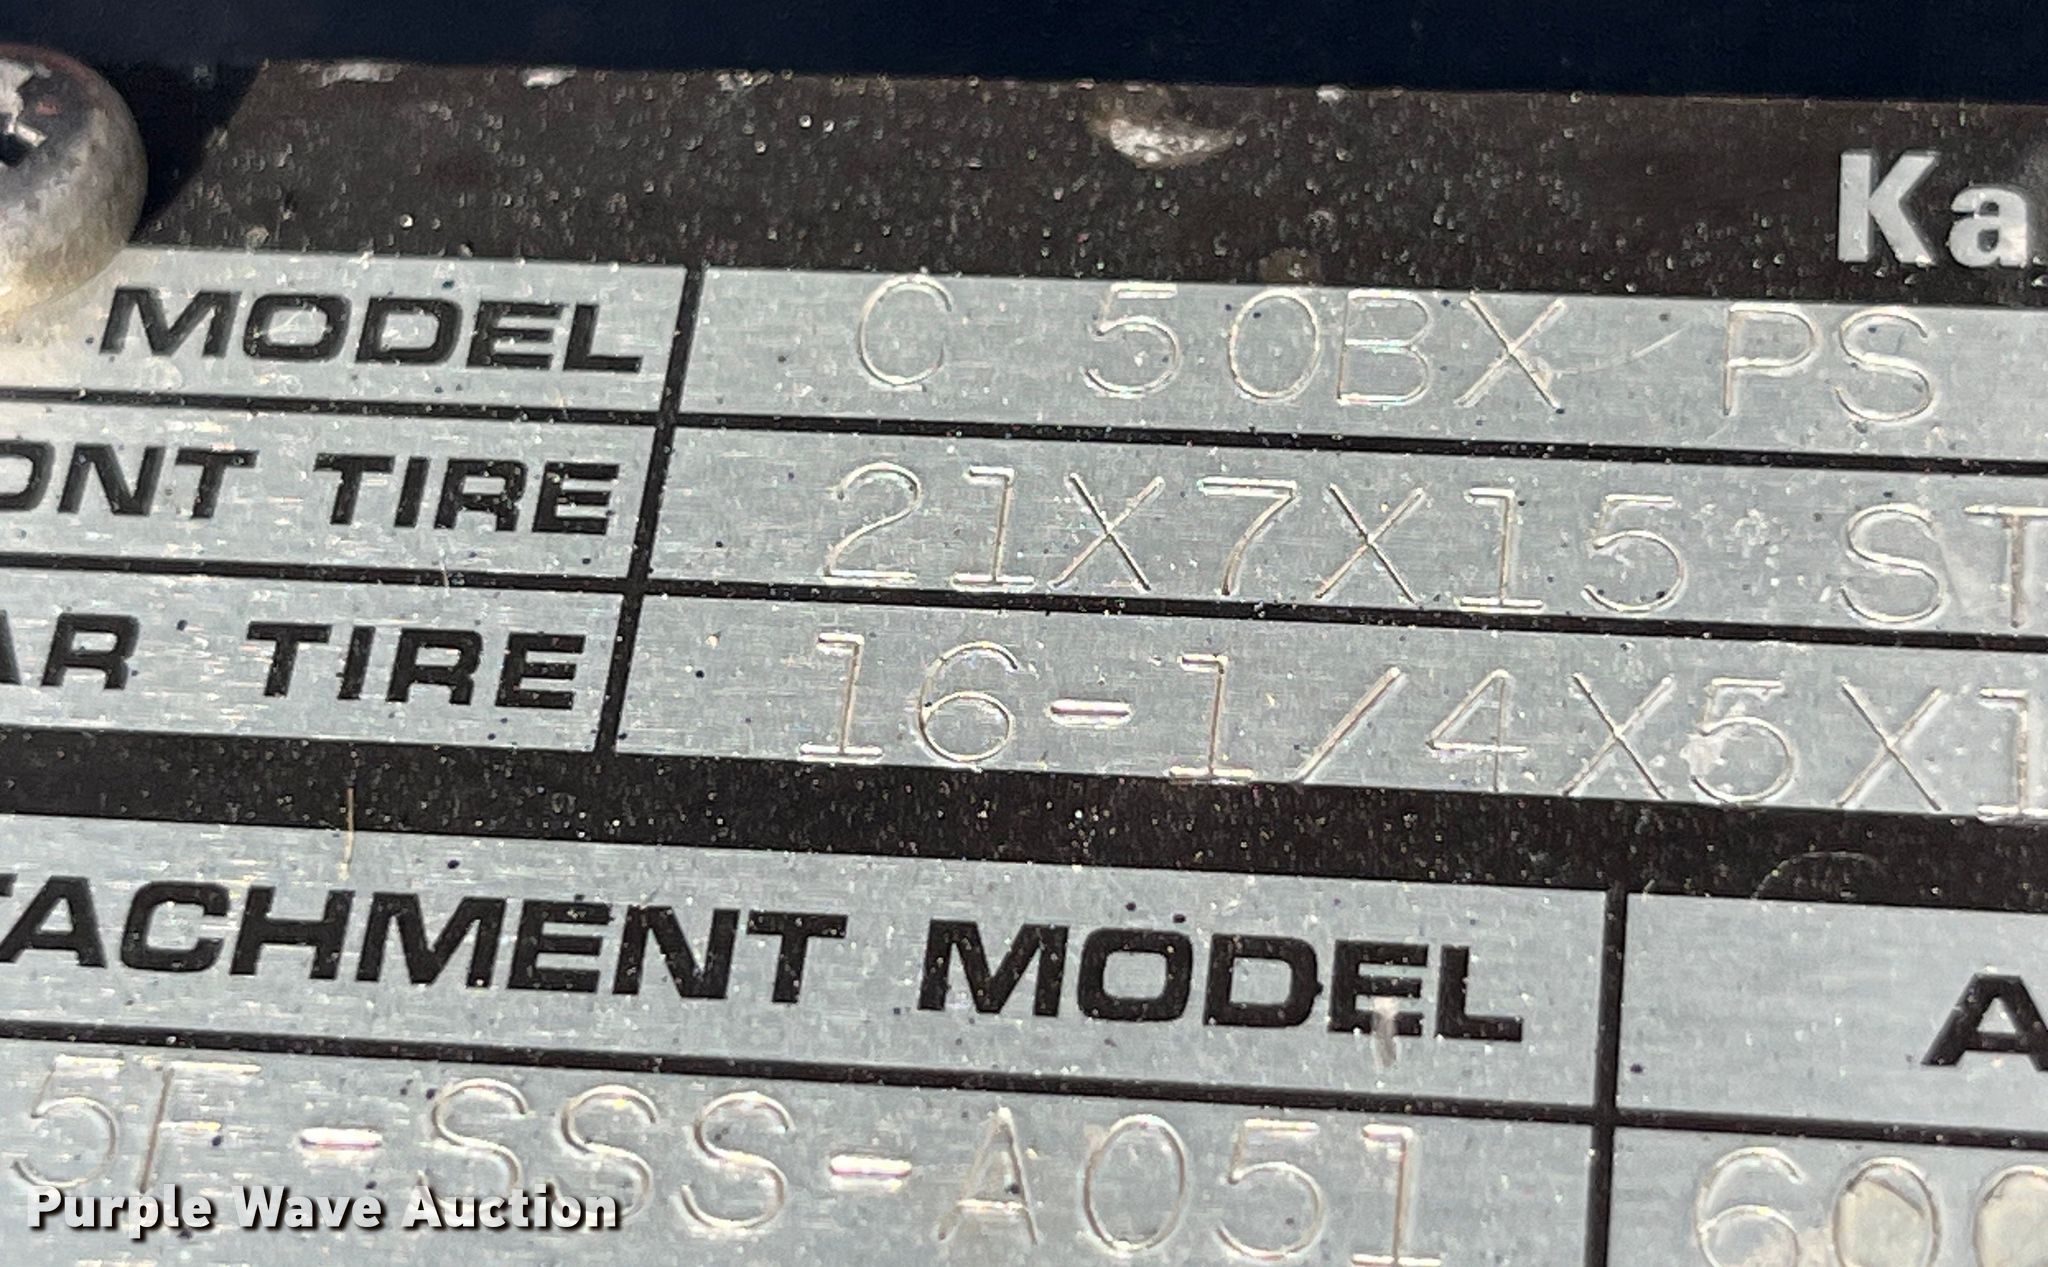 Ka
MODEL C 50BX PS
ONT TIRE 21X7X15 ST
AR TIRE 16-1/4X5X1
TACHMENT MODEL A
5F-SSS-A051 600
Purple Wave Auction